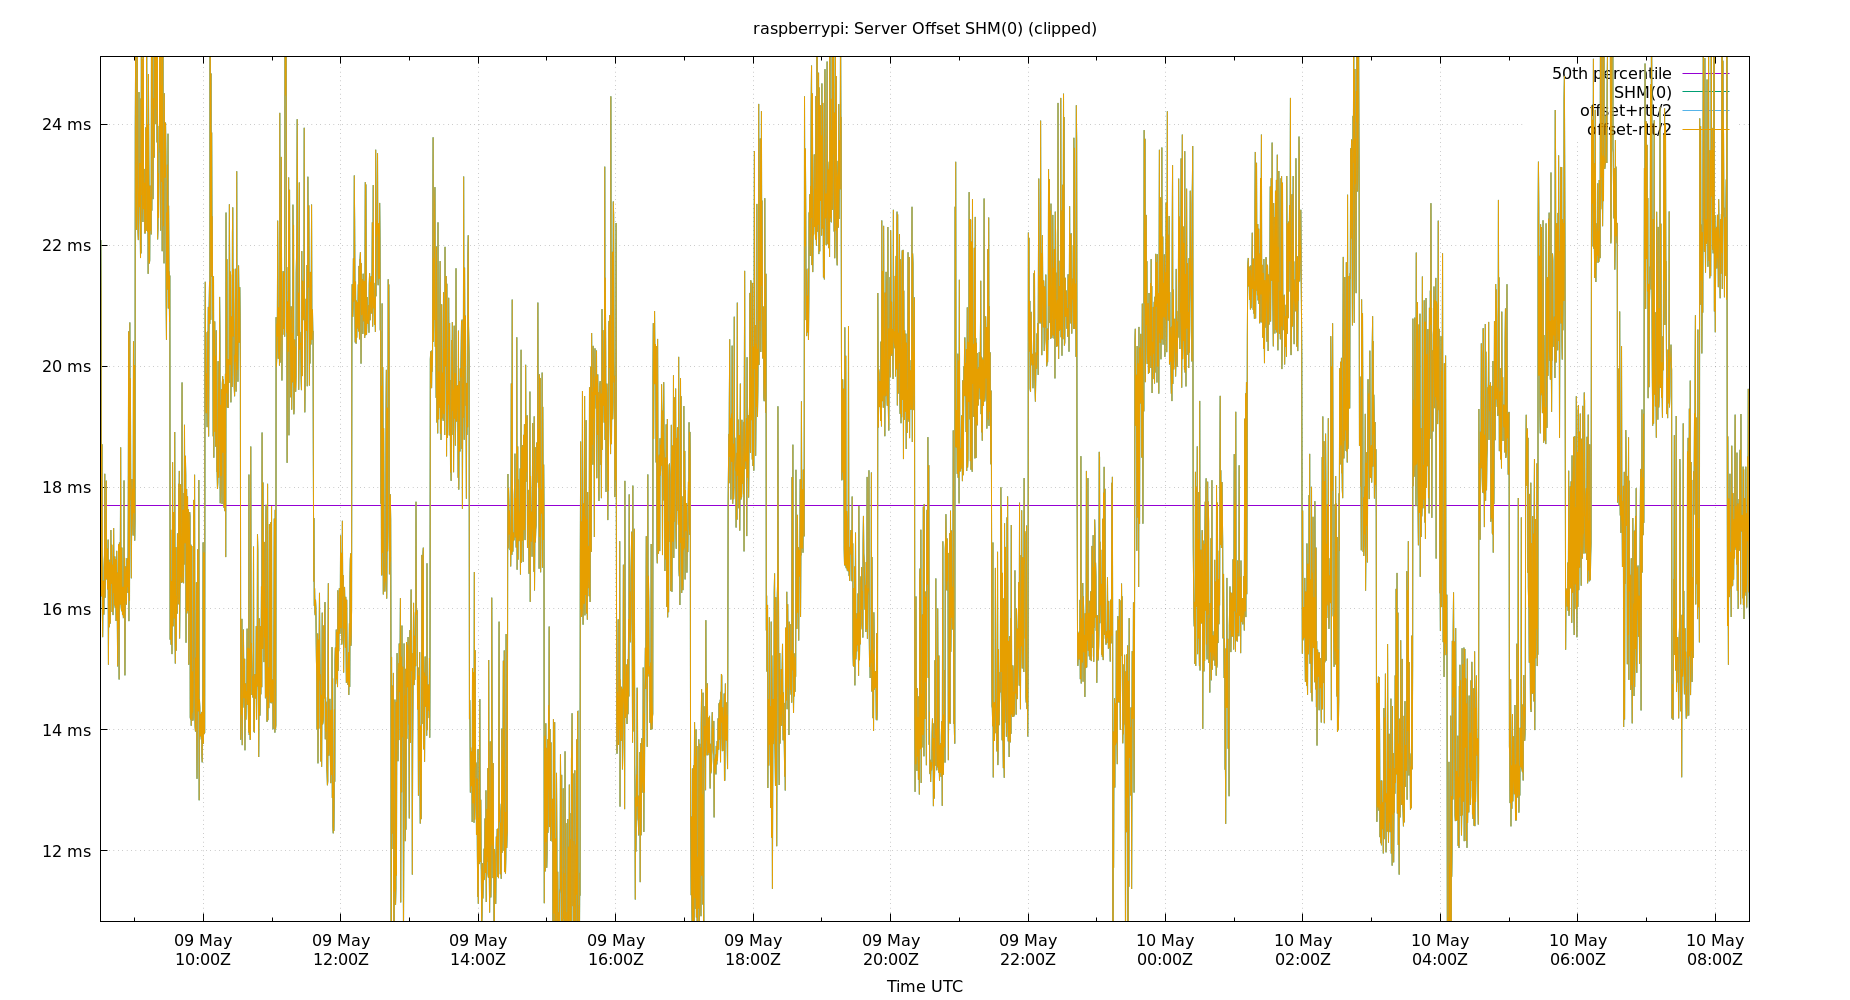 raspberrypi: Server Offset SHM(0) (clipped)
50th percentile
SHM(0)
offset+rtt/2
offset-rtt/2
24 ms
22 ms
20 ms
18 ms
16 ms
14 ms
12 ms
09 May 09 May 09 May 09 May 09 May 09 May 09 May 10 May 10 May 10 May 10 May 10 May
10:00Z 12:00Z 14:00Z 16:00Z 18:00Z 20:00Z 22:00Z 00:00Z 02:00Z 04:00Z 06:00Z 08:00Z
Time UTC